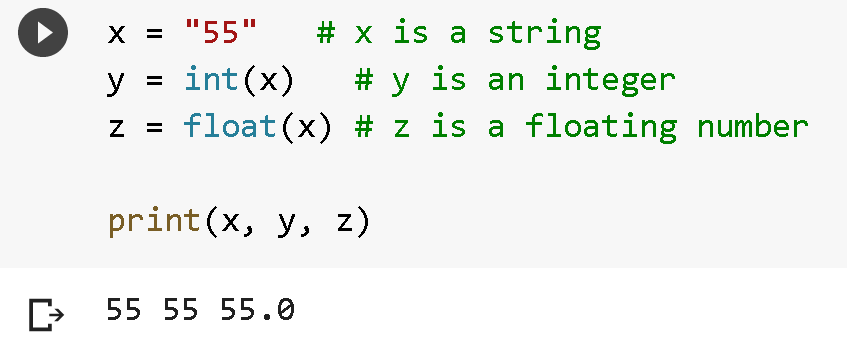 x = "55"   # x is a string
y = int(x)   # y is an integer
z = float(x) # z is a floating number
print(x, y, z)
55 55 55.0